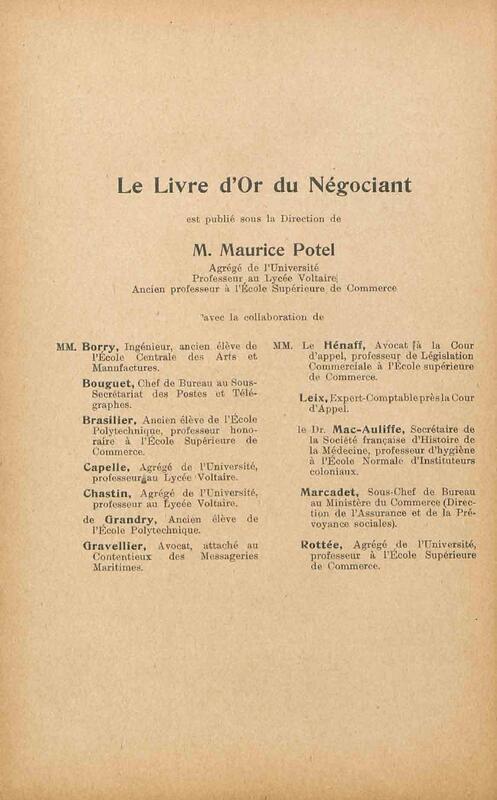 Le Livre d'Or du Négociant
est publié sous la Direction de
M. Maurice Potel
Agrégé de l'Université
Professeur au Lycée Voltaire
Ancien professeur à l'École Supérieure de Commerce
avec la collaboration de
MM. Borry, Ingénieur, ancien élève de
l'École Centrale des Arts et
Manufactures.
Bouguet, Chef de Bureau au Sous-
Secrétariat des Postes et Télé-
graphes.
Brasilier, Ancien élève de l'École
Polytechnique, professeur hono-
raire à l'École Supérieure de
Commerce.
Capelle, Agrégé de l'Université,
professeur au Lycée Voltaire.
Chastin, Agrégé de l'Université,
professeur au Lycée Voltaire.
de Grandry, Ancien élève de
l'École Polytechnique.
Gravellier, Avocat, attaché au
Contentieux des Messageries
Maritimes.
MM. Le Hénaff, Avocat à la Cour
d'appel, professeur de Législation
Commerciale à l'École supérieure
de Commerce.
Leix, Expert-Comptable près la Cour
d'Appel.
le Dr. Mac-Auliffe, Secrétaire de
la Société française d'Histoire de
la Médecine, professeur d'hygiène
à l'École Normale d'Instituteurs
coloniaux.
Marcadet, Sous-Chef de Bureau
au Ministère du Commerce (Direc-
tion de l'Assurance et de la Pré-
voyance sociales).
Rottée, Agrégé de l'Université,
professeur à l'École Supérieure
de Commerce.